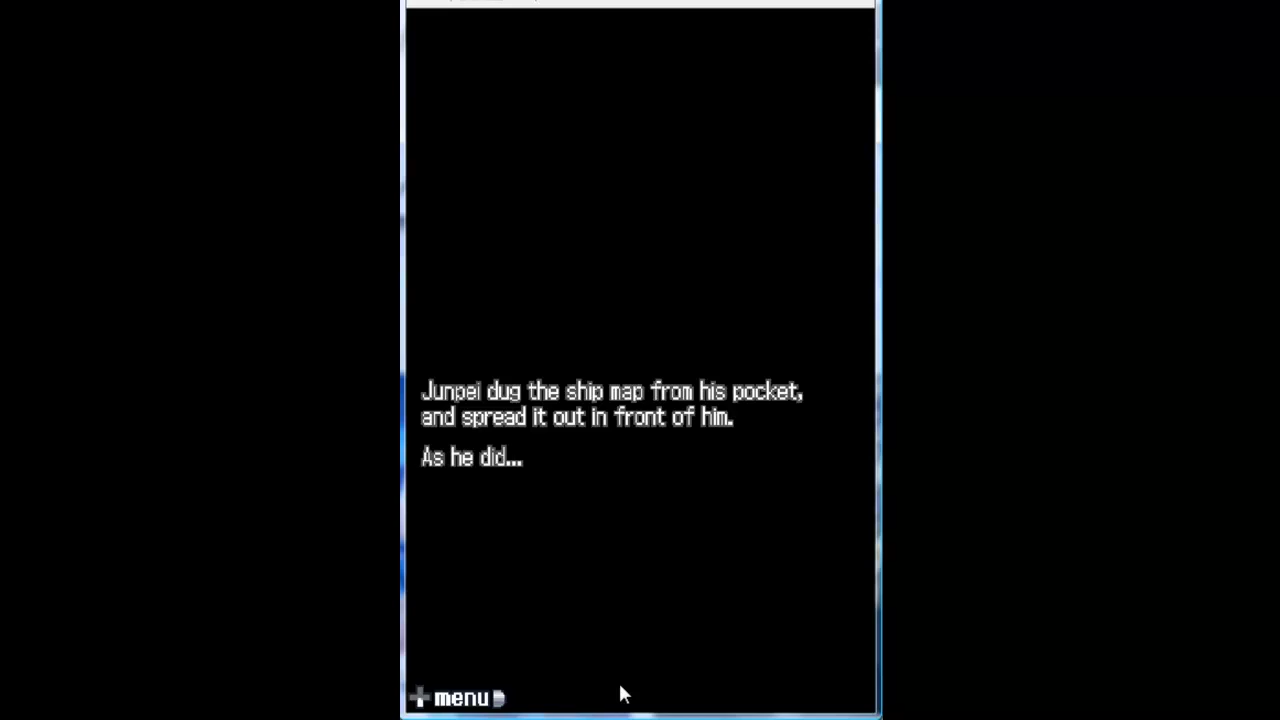 Junpei dug the ship map from his pocket,
and spread it out in front of him.
As he did...
menu